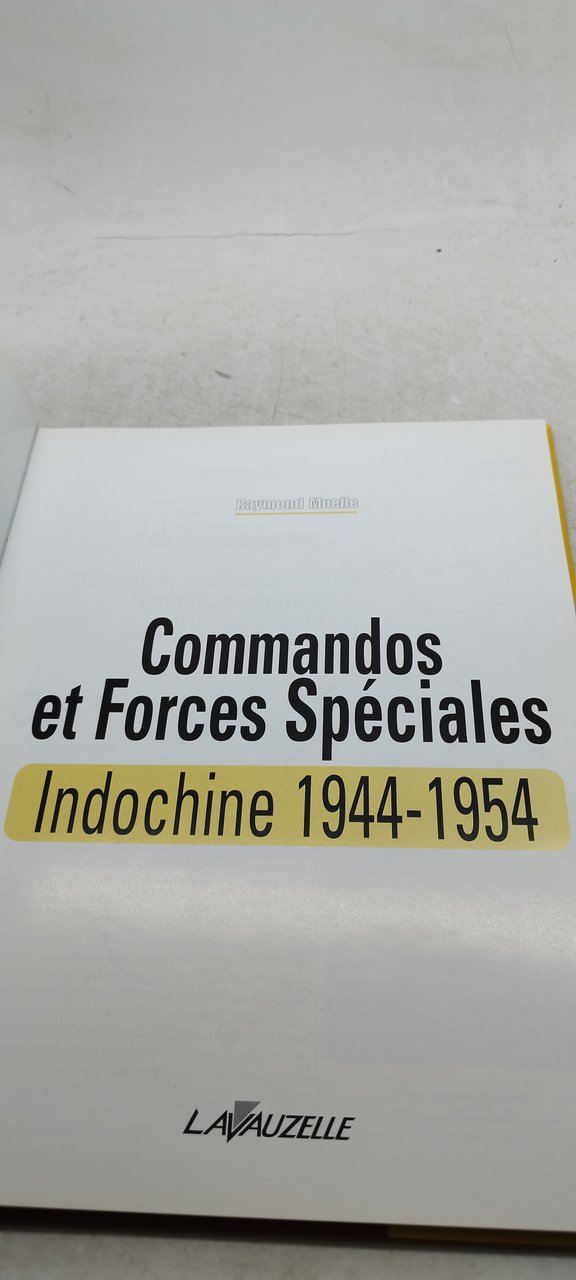 Raymond Muelle
Commandos
et Forces Spéciales
Indochine 1944-1954
LAVAUZELLE